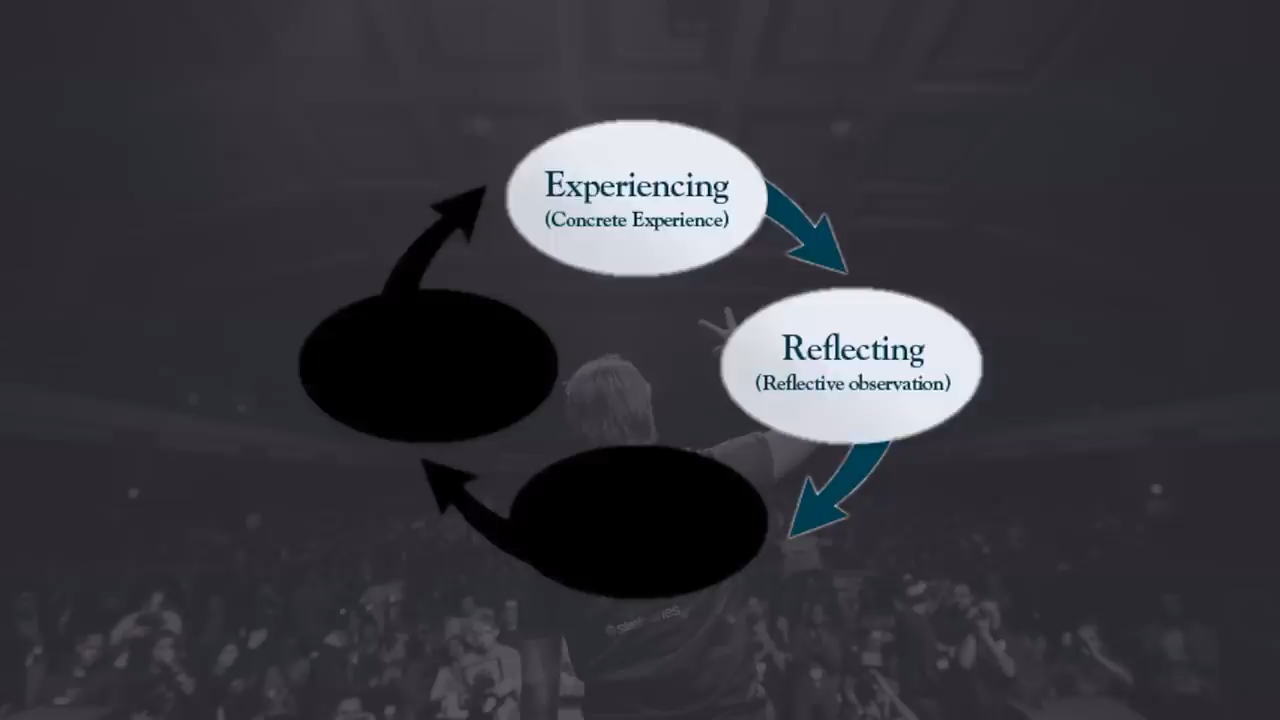 Experiencing
(Concrete Experience)
Reflecting
(Reflective observation)